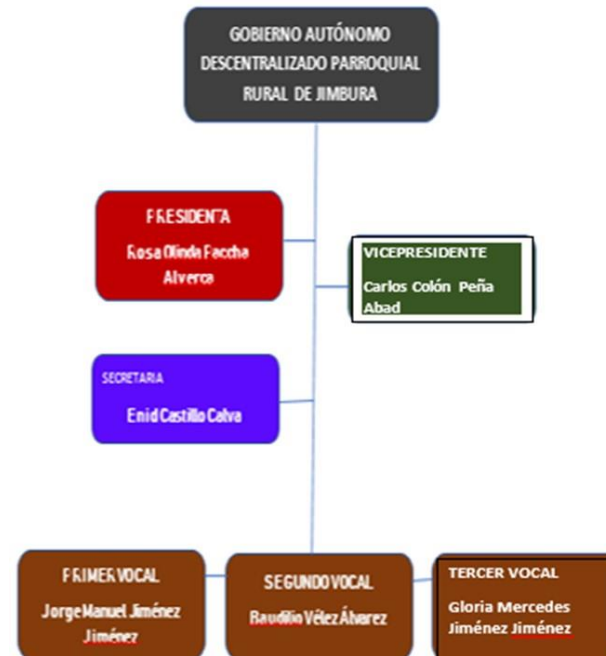 GOBIERNO AUTÓNOMO
DESCENTRALIZADO PARROQUIAL
RURAL DE JIMBURA
PRESIDENTA
Rosa Olinda Faccha
Alverca
VICEPRESIDENTE
Carlos Colón Peña
Abad
SECRETARIA
Enid Castillo Calva
PRIMER VOCAL
Jorge Manuel Jiménez
Jiménez
SEGUNDO VOCAL
Baudilio Vélez Álvarez
TERCER VOCAL
Gloria Mercedes
Jiménez Jiménez